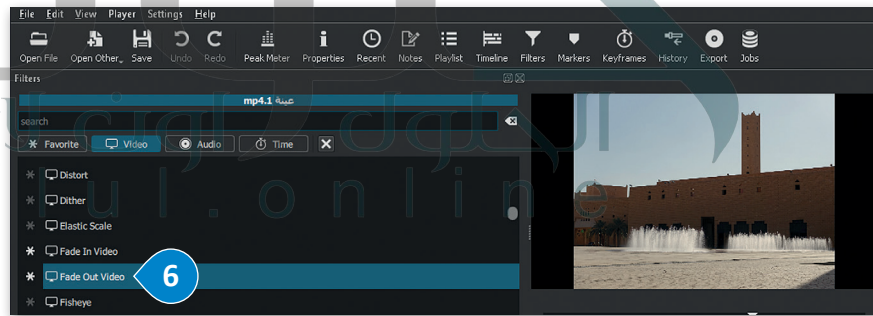 File Edit View Player Settings Help
Open File Open Other... Save Undo Redo Peak Meter Properties Recent Notes Playlist Timeline Filters Markers Keyframes History Export Jobs
Filters
عينة mp4.1
search
Favorite Video Audio Time
Distort
Dither
Elastic Scale
Fade In Video
Fade Out Video 6
Fisheye